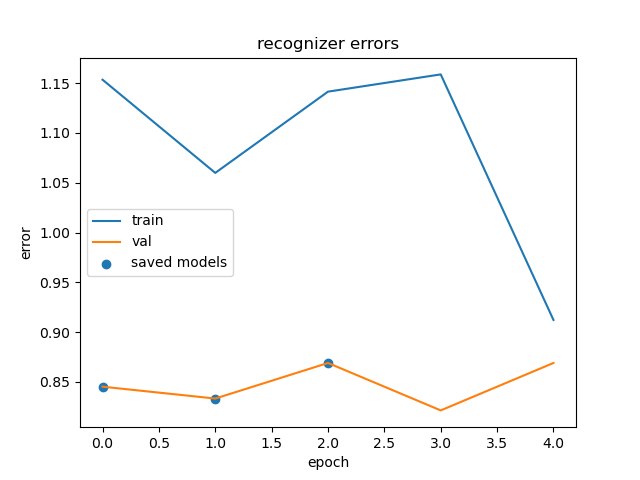 recognizer errors
1.15
1.10
1.05
1.00
0.95
0.90
0.85
error
train
val
saved models
0.0 0.5 1.0 1.5 2.0 2.5 3.0 3.5 4.0
epoch